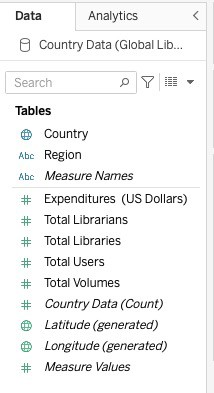 Data Analytics
Country Data (Global Lib...
Search
Tables
Country
Abc Region
Abc Measure Names
Expenditures (US Dollars)
Total Librarians
Total Libraries
Total Users
Total Volumes
Country Data (Count)
Latitude (generated)
Longitude (generated)
Measure Values